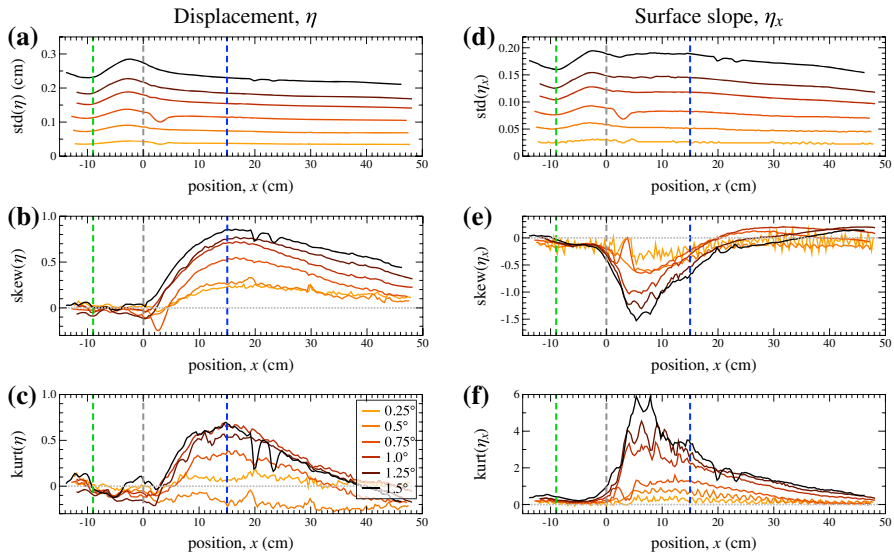 Displacement, η
Surface slope, ηx
(a)
std(η) (cm)
0.3
0.2
0.1
0.0
-10 0 10 20 30 40 50
position, x (cm)
(d)
std(ηx)
0.20
0.15
0.10
0.05
0.00
-10 0 10 20 30 40 50
position, x (cm)
(b)
skew(η)
1.0
0.5
0
-10 0 10 20 30 40 50
position, x (cm)
(e)
skew(ηx)
0
-0.5
-1.0
-1.5
-10 0 10 20 30 40 50
position, x (cm)
(c)
kurt(η)
1.0
0.5
0
-10 0 10 20 30 40 50
position, x (cm)
0.25°
0.5°
0.75°
1.0°
1.25°
1.5°
(f)
kurt(ηx)
6
4
2
0
-10 0 10 20 30 40 50
position, x (cm)